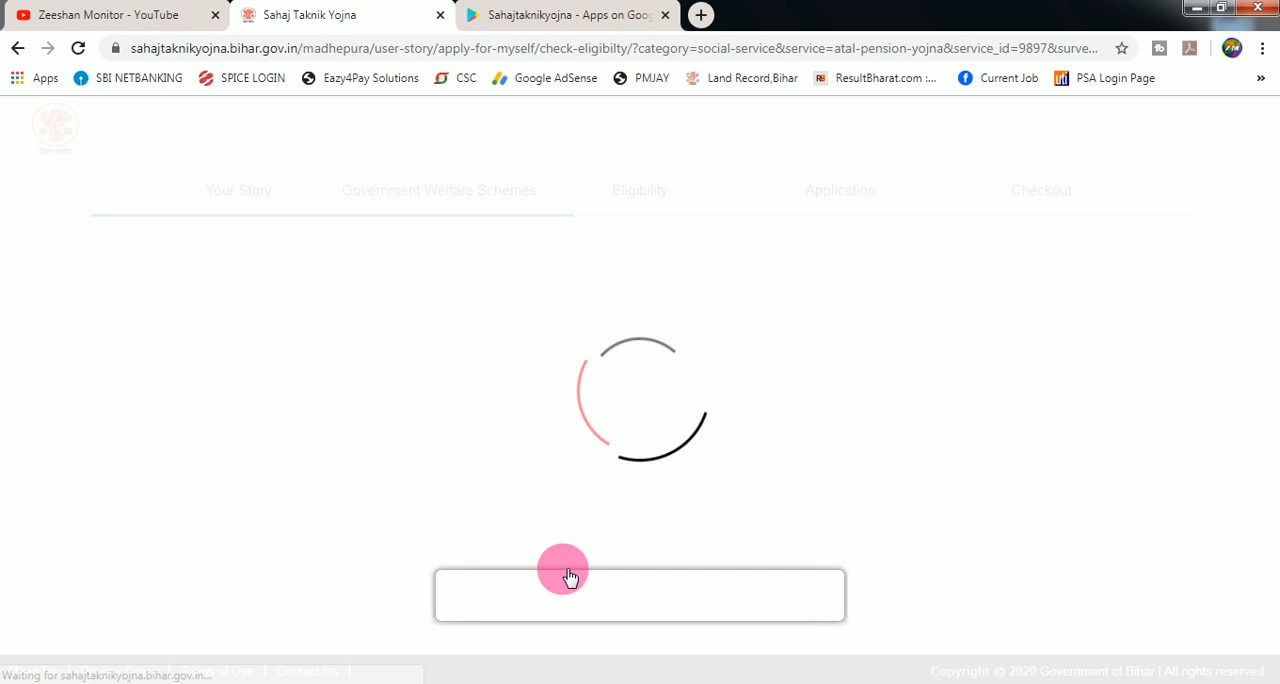 Zeeshan Monitor - YouTube
Sahaj Taknik Yojna
Sahajtaknikyojna - Apps on Goo
sahajtaknikyojna.bihar.gov.in/madhepura/user-story/apply-for-myself/check-eligibilty/?category=social-service&service=atal-pension-yojna&service_id=9897&surve...
Apps SBI NETBANKING SPICE LOGIN Eazy4Pay Solutions CSC Google AdSense PMJAY Land Record,Bihar ResultBharat.com :... Current Job PSA Login Page »
Your Story Government Welfare Schemes Eligibility Application Checkout
Terms of Use | Contact Us |
Copyright @ 2020 Government of Bihar | All rights reserved
Waiting for sahajtaknikyojna.bihar.gov.in...